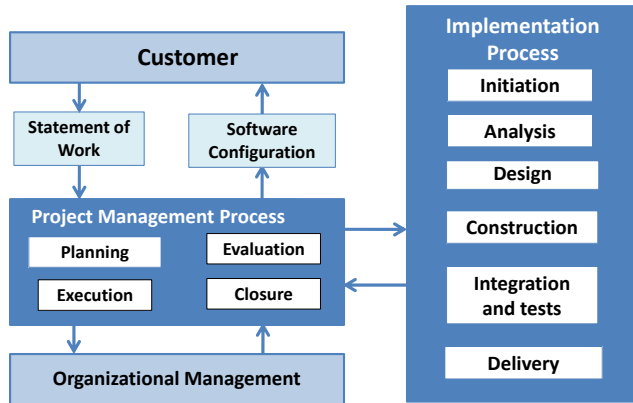 Customer
Statement of
Work
Software
Configuration
Project Management Process
Planning
Evaluation
Execution
Closure
Organizational Management
Implementation
Process
Initiation
Analysis
Design
Construction
Integration
and tests
Delivery